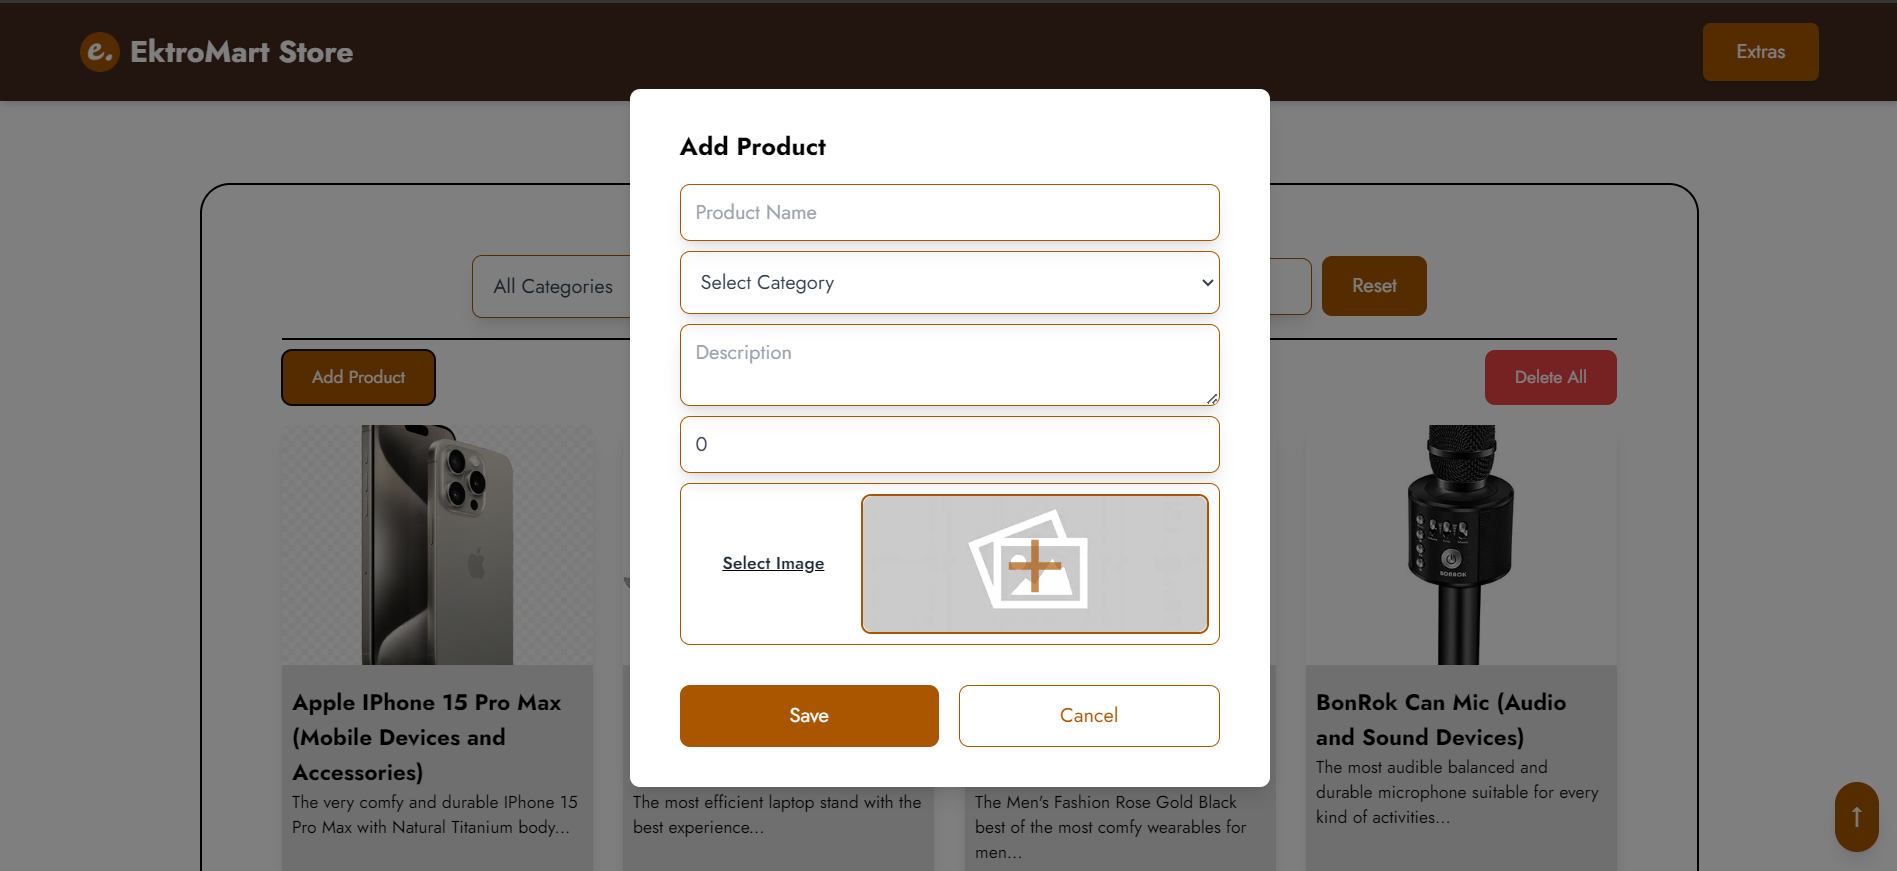 e. EktroMart Store
Extras
Add Product
Product Name
All Categories
Select Category
Reset
Description
Add Product
Delete All
0
Select Image
BONROK
Save
Cancel
Apple IPhone 15 Pro Max
(Mobile Devices and
Accessories)
The very comfy and durable IPhone 15
Pro Max with Natural Titanium body...
The most efficient laptop stand with the
best experience...
The Men's Fashion Rose Gold Black
best of the most comfy wearables for
men...
BonRok Can Mic (Audio
and Sound Devices)
The most audible balanced and
durable microphone suitable for every
kind of activities...